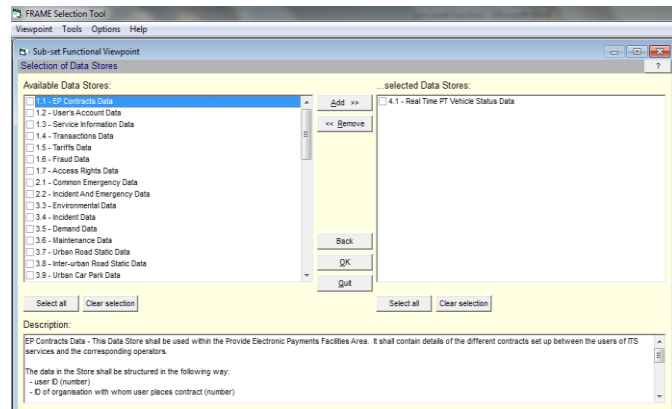 FRAME Selection Tool
Viewpoint Tools Options Help
Sub-set Functional Viewpoint
Selection of Data Stores
?
Available Data Stores:
...selected Data Stores:
1.1 - EP Contracts Data
1.2 - User's Account Data
1.3 - Service Information Data
1.4 - Transactions Data
1.5 - Tariffs Data
1.6 - Fraud Data
1.7 - Access Rights Data
2.1 - Common Emergency Data
2.2 - Incident And Emergency Data
3.3 - Environmental Data
3.4 - Incident Data
3.5 - Demand Data
3.6 - Maintenance Data
3.7 - Urban Road Static Data
3.8 - Inter-urban Road Static Data
3.9 - Urban Car Park Data
Add >>
<< Remove
Back
OK
Quit
4.1 - Real Time PT Vehicle Status Data
Select all Clear selection
Select all Clear selection
Description:
EP Contracts Data - This Data Store shall be used within the Provide Electronic Payments Facilities Area. It shall contain details of the different contracts set up between the users of ITS
services and the corresponding operators.
The data in the Store shall be structured in the following way:
- user ID (number)
- ID of organisation with whom user places contract (number)